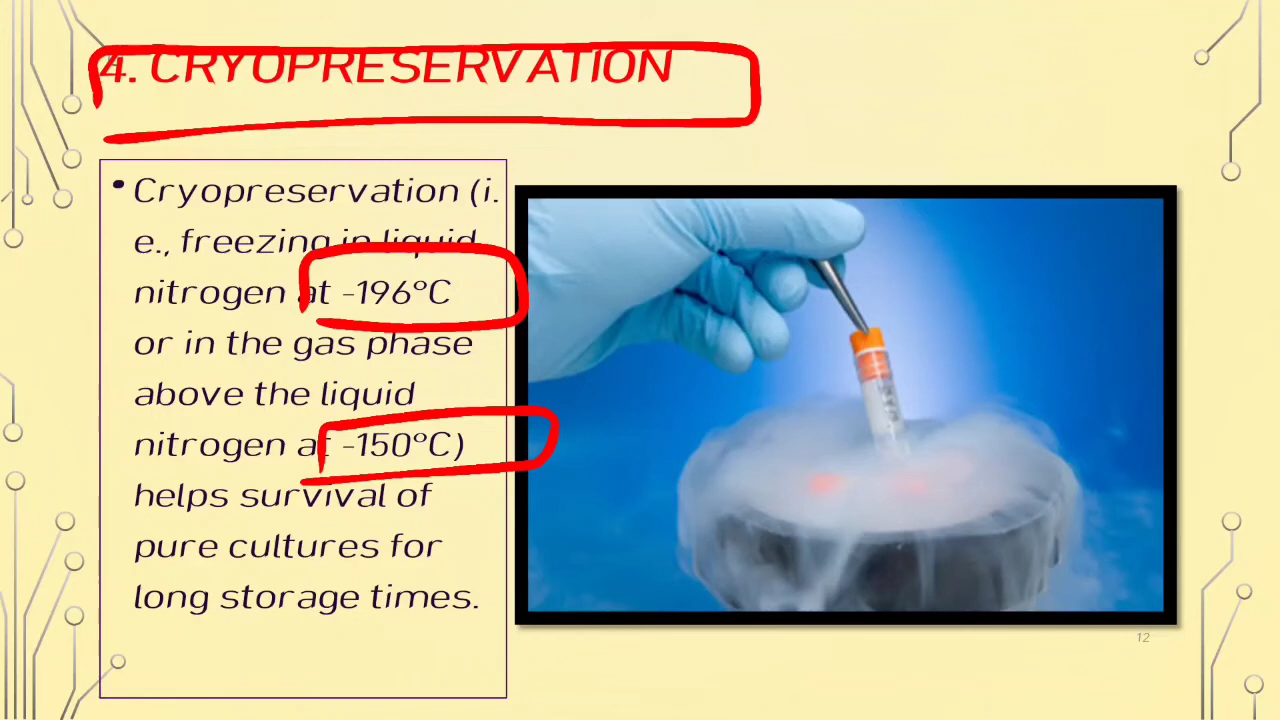 4. CRYOPRESERVATION
• Cryopreservation (i.
e., freezing in liquid
nitrogen at -196°C
or in the gas phase
above the liquid
nitrogen at -150°C)
helps survival of
pure cultures for
long storage times.
12